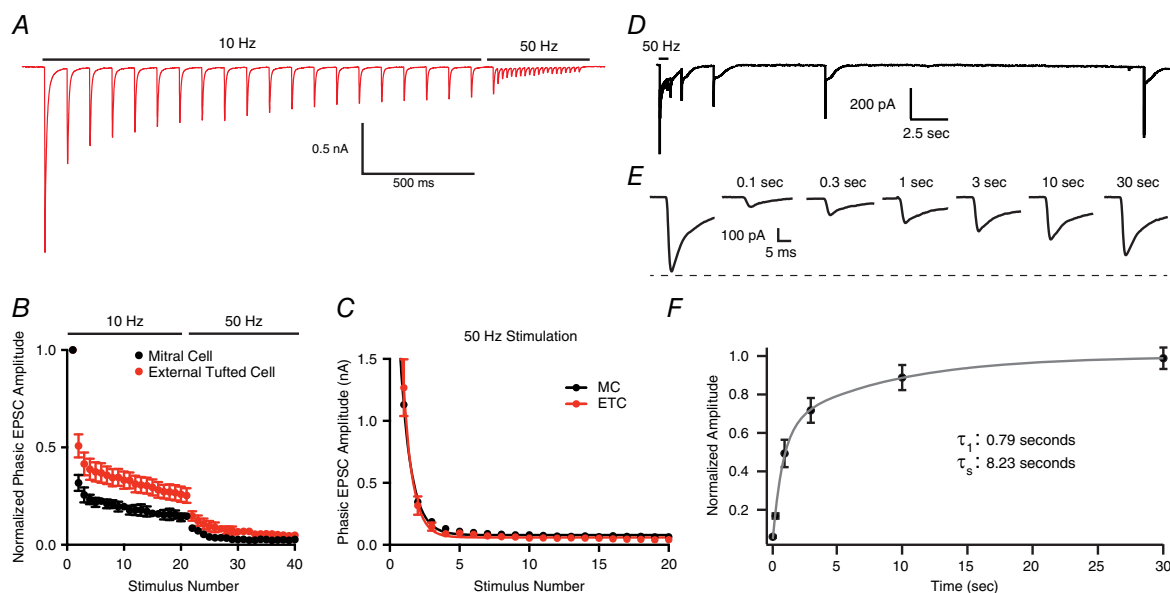 A
10 Hz
50 Hz
0.5 nA
500 ms
D
50 Hz
200 pA
2.5 sec
E
0.1 sec
0.3 sec
1 sec
3 sec
10 sec
30 sec
100 pA
5 ms
B
10 Hz
50 Hz
Normalized Phasic EPSC Amplitude
1.0
0.5
0.0
Mitral Cell
External Tufted Cell
0
10
20
30
40
Stimulus Number
C
50 Hz Stimulation
Phasic EPSC Amplitude (nA)
1.5
1.0
0.5
0.0
MC
ETC
0
5
10
15
20
Stimulus Number
F
Normalized Amplitude
1.0
0.8
0.6
0.4
0.2
τ1: 0.79 seconds
τs: 8.23 seconds
0
5
10
15
20
25
30
Time (sec)